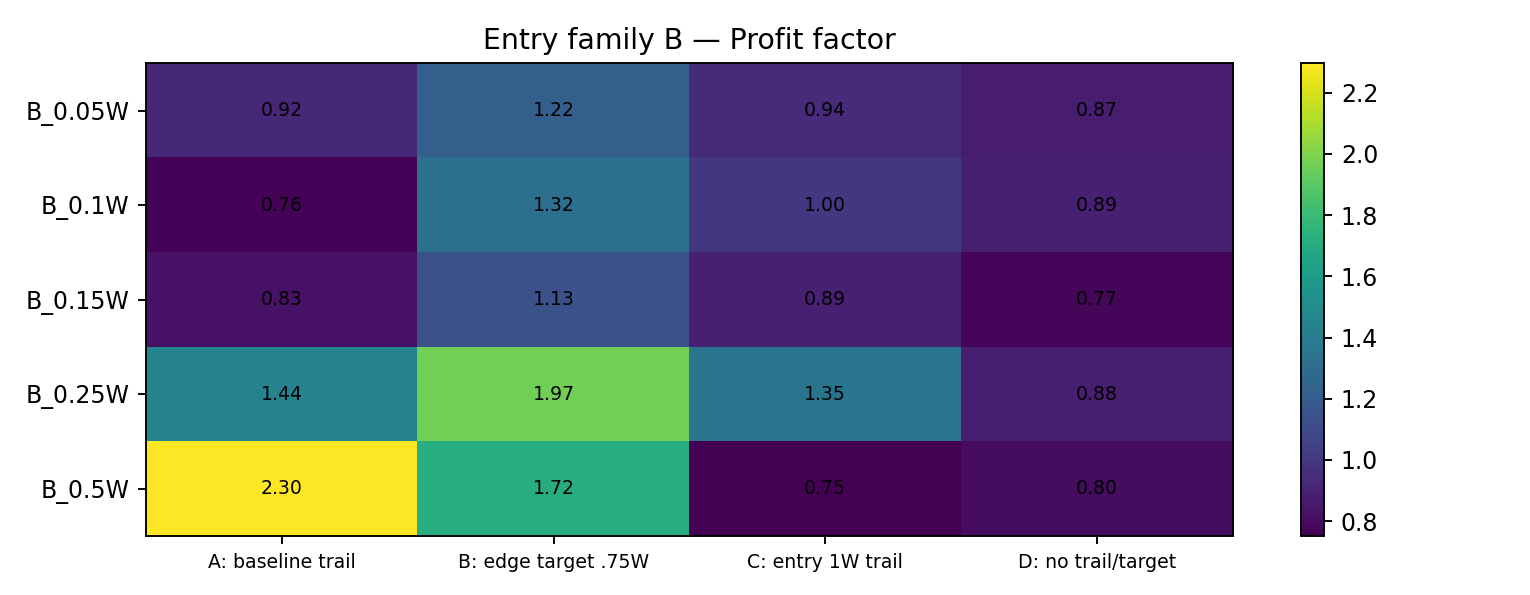 Entry family B — Profit factor
B_0.05W 0.92 1.22 0.94 0.87
B_0.1W 0.76 1.32 1.00 0.89
B_0.15W 0.83 1.13 0.89 0.77
B_0.25W 1.44 1.97 1.35 0.88
B_0.5W 2.30 1.72 0.75 0.80
A: baseline trail B: edge target .75W C: entry 1W trail D: no trail/target
2.2
2.0
1.8
1.6
1.4
1.2
1.0
0.8